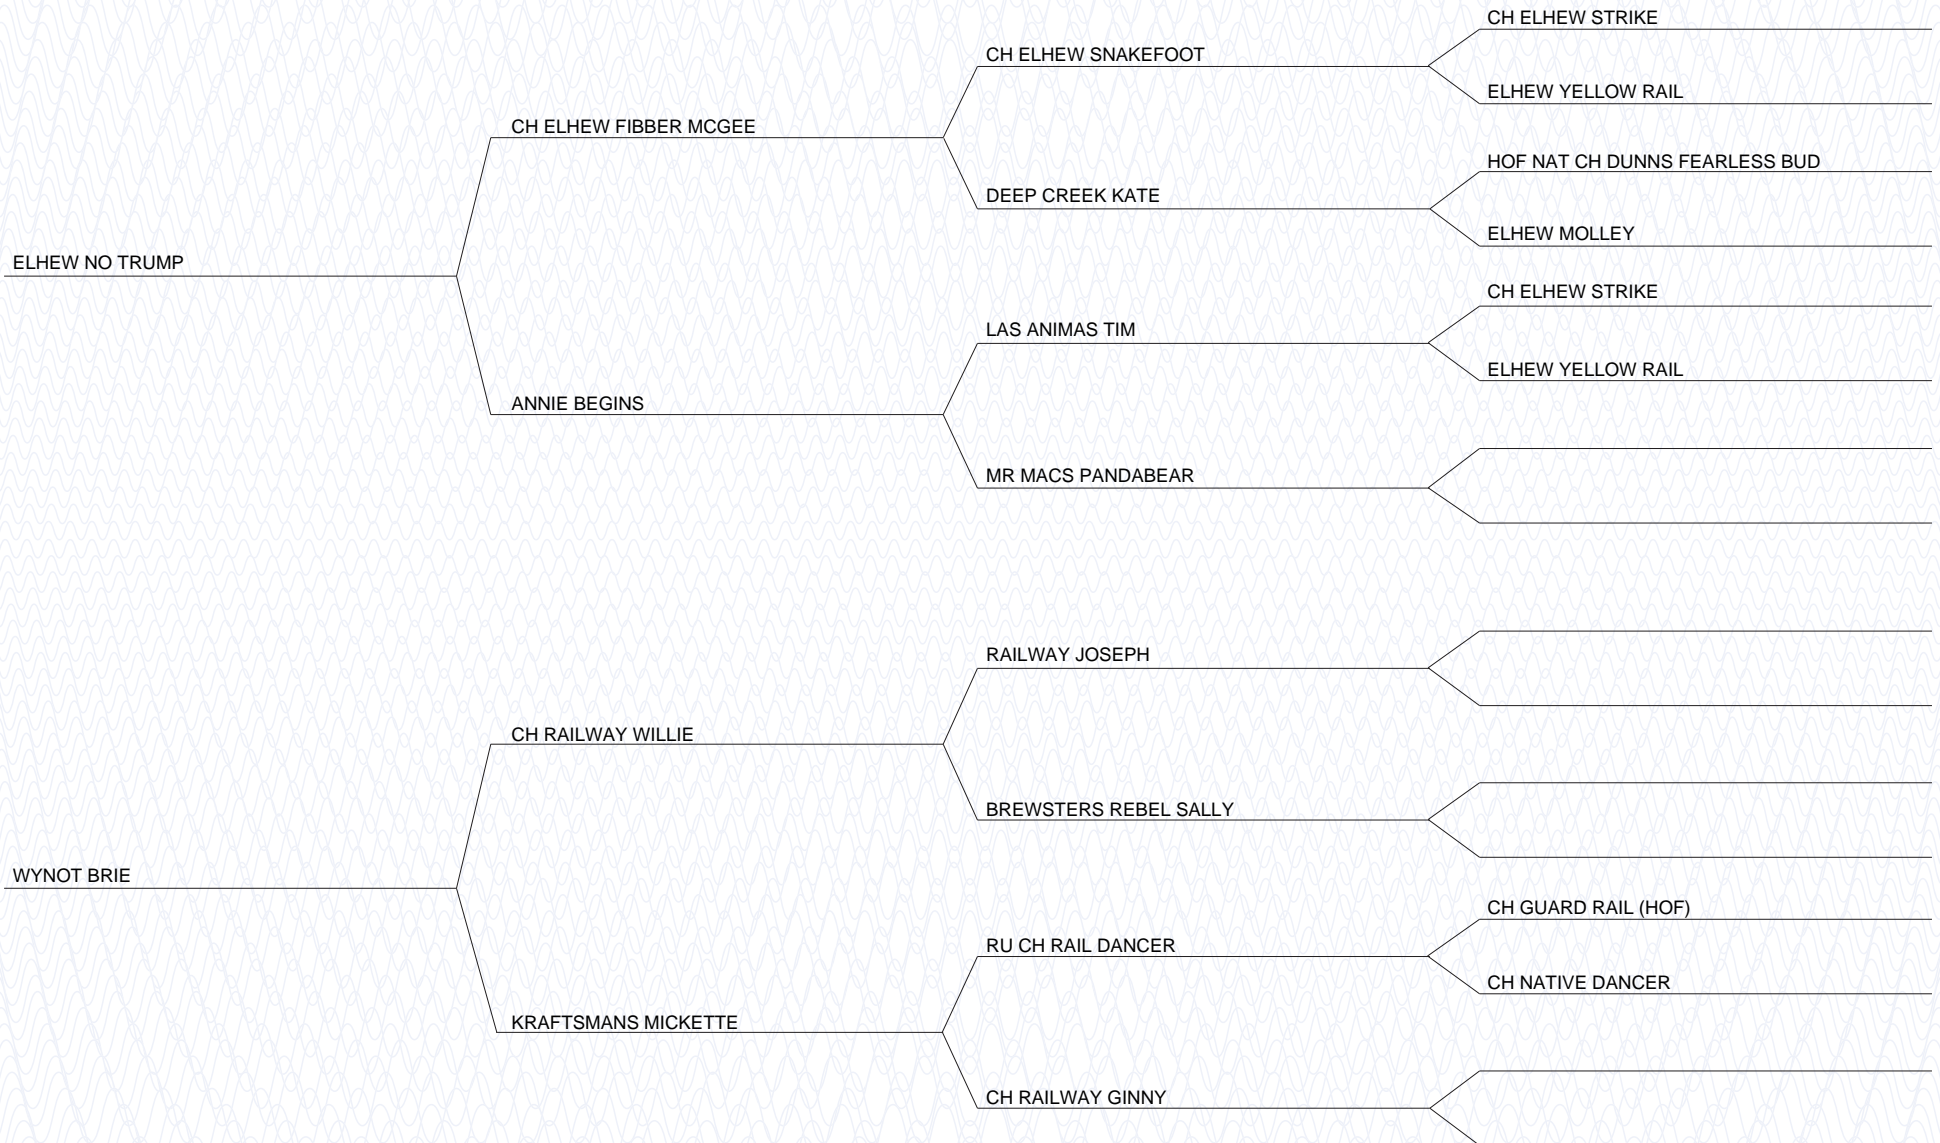 CH ELHEW STRIKE
CH ELHEW SNAKEFOOT
ELHEW YELLOW RAIL
CH ELHEW FIBBER MCGEE
HOF NAT CH DUNNS FEARLESS BUD
DEEP CREEK KATE
ELHEW MOLLEY
ELHEW NO TRUMP
CH ELHEW STRIKE
LAS ANIMAS TIM
ELHEW YELLOW RAIL
ANNIE BEGINS
MR MACS PANDABEAR
RAILWAY JOSEPH
CH RAILWAY WILLIE
BREWSTERS REBEL SALLY
WYNOT BRIE
CH GUARD RAIL (HOF)
RU CH RAIL DANCER
CH NATIVE DANCER
KRAFTSMANS MICKETTE
CH RAILWAY GINNY